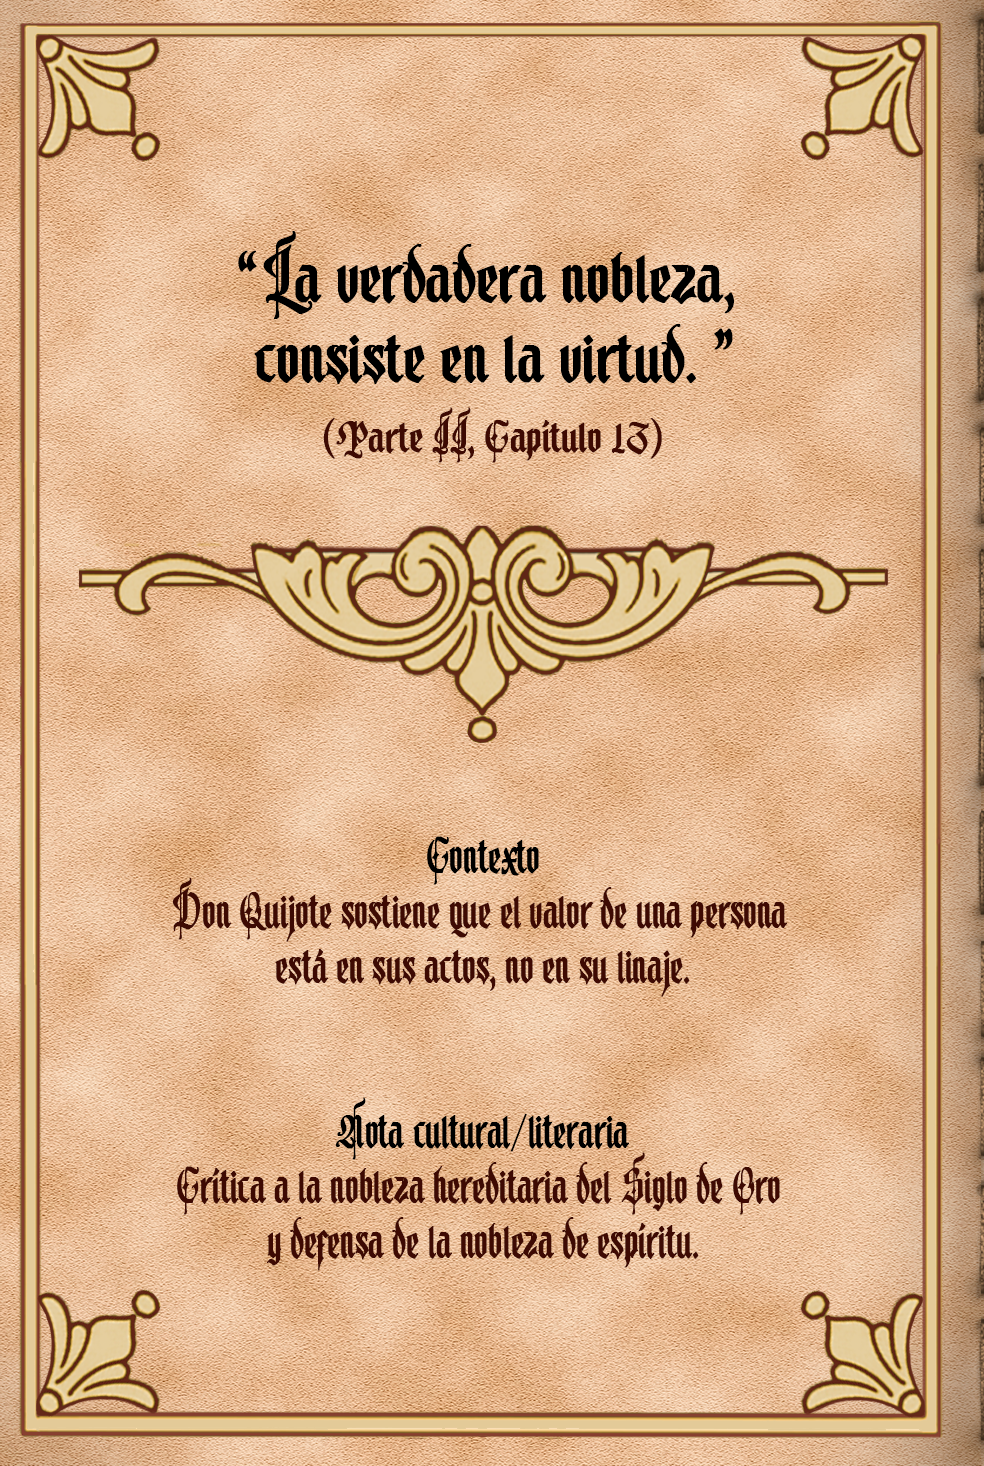 “La verdadera nobleza,
consiste en la virtud.”
(Parte II, Capítulo 13)
Contexto
Don Quijote sostiene que el valor de una persona
está en sus actos, no en su linaje.
Nota cultural/literaria
Crítica a la nobleza hereditaria del Siglo de Oro
y defensa de la nobleza de espíritu.